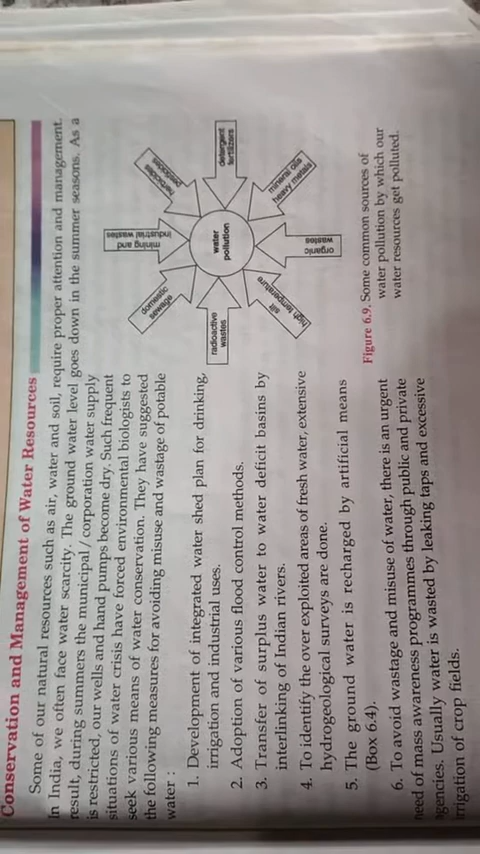 Conservation and Management of Water Resources
Some of our natural resources such as air, water and soil, require proper attention and management.
In India, we often face water scarcity. The ground water level goes down in the summer seasons. As a
result, during summers the municipal/corporation water supply
is restricted, our wells and hand pumps become dry. Such frequent
situations of water crisis have forced environmental biologists to
seek various means of water conservation. They have suggested
the following measures for avoiding misuse and wastage of potable
water :
1. Development of integrated water shed plan for drinking,
irrigation and industrial uses.
2. Adoption of various flood control methods.
3. Transfer of surplus water to water deficit basins by
interlinking of Indian rivers.
4. To identify the over exploited areas of fresh water, extensive
hydrogeological surveys are done.
5. The ground water is recharged by artificial means
(Box 6.4).
6. To avoid wastage and misuse of water, there is an urgent
need of mass awareness programmes through public and private
agencies. Usually water is wasted by leaking taps and excessive
irrigation of crop fields.
domestic
sewage
mining and
industrial wastes
pesticides
herbicides
detergent
fertilizers
mineral oils
heavy metals
organic
wastes
silt
high temperature
radioactive
wastes
water
pollution
Figure 6.9. Some common sources of
water pollution by which our
water resources get polluted.